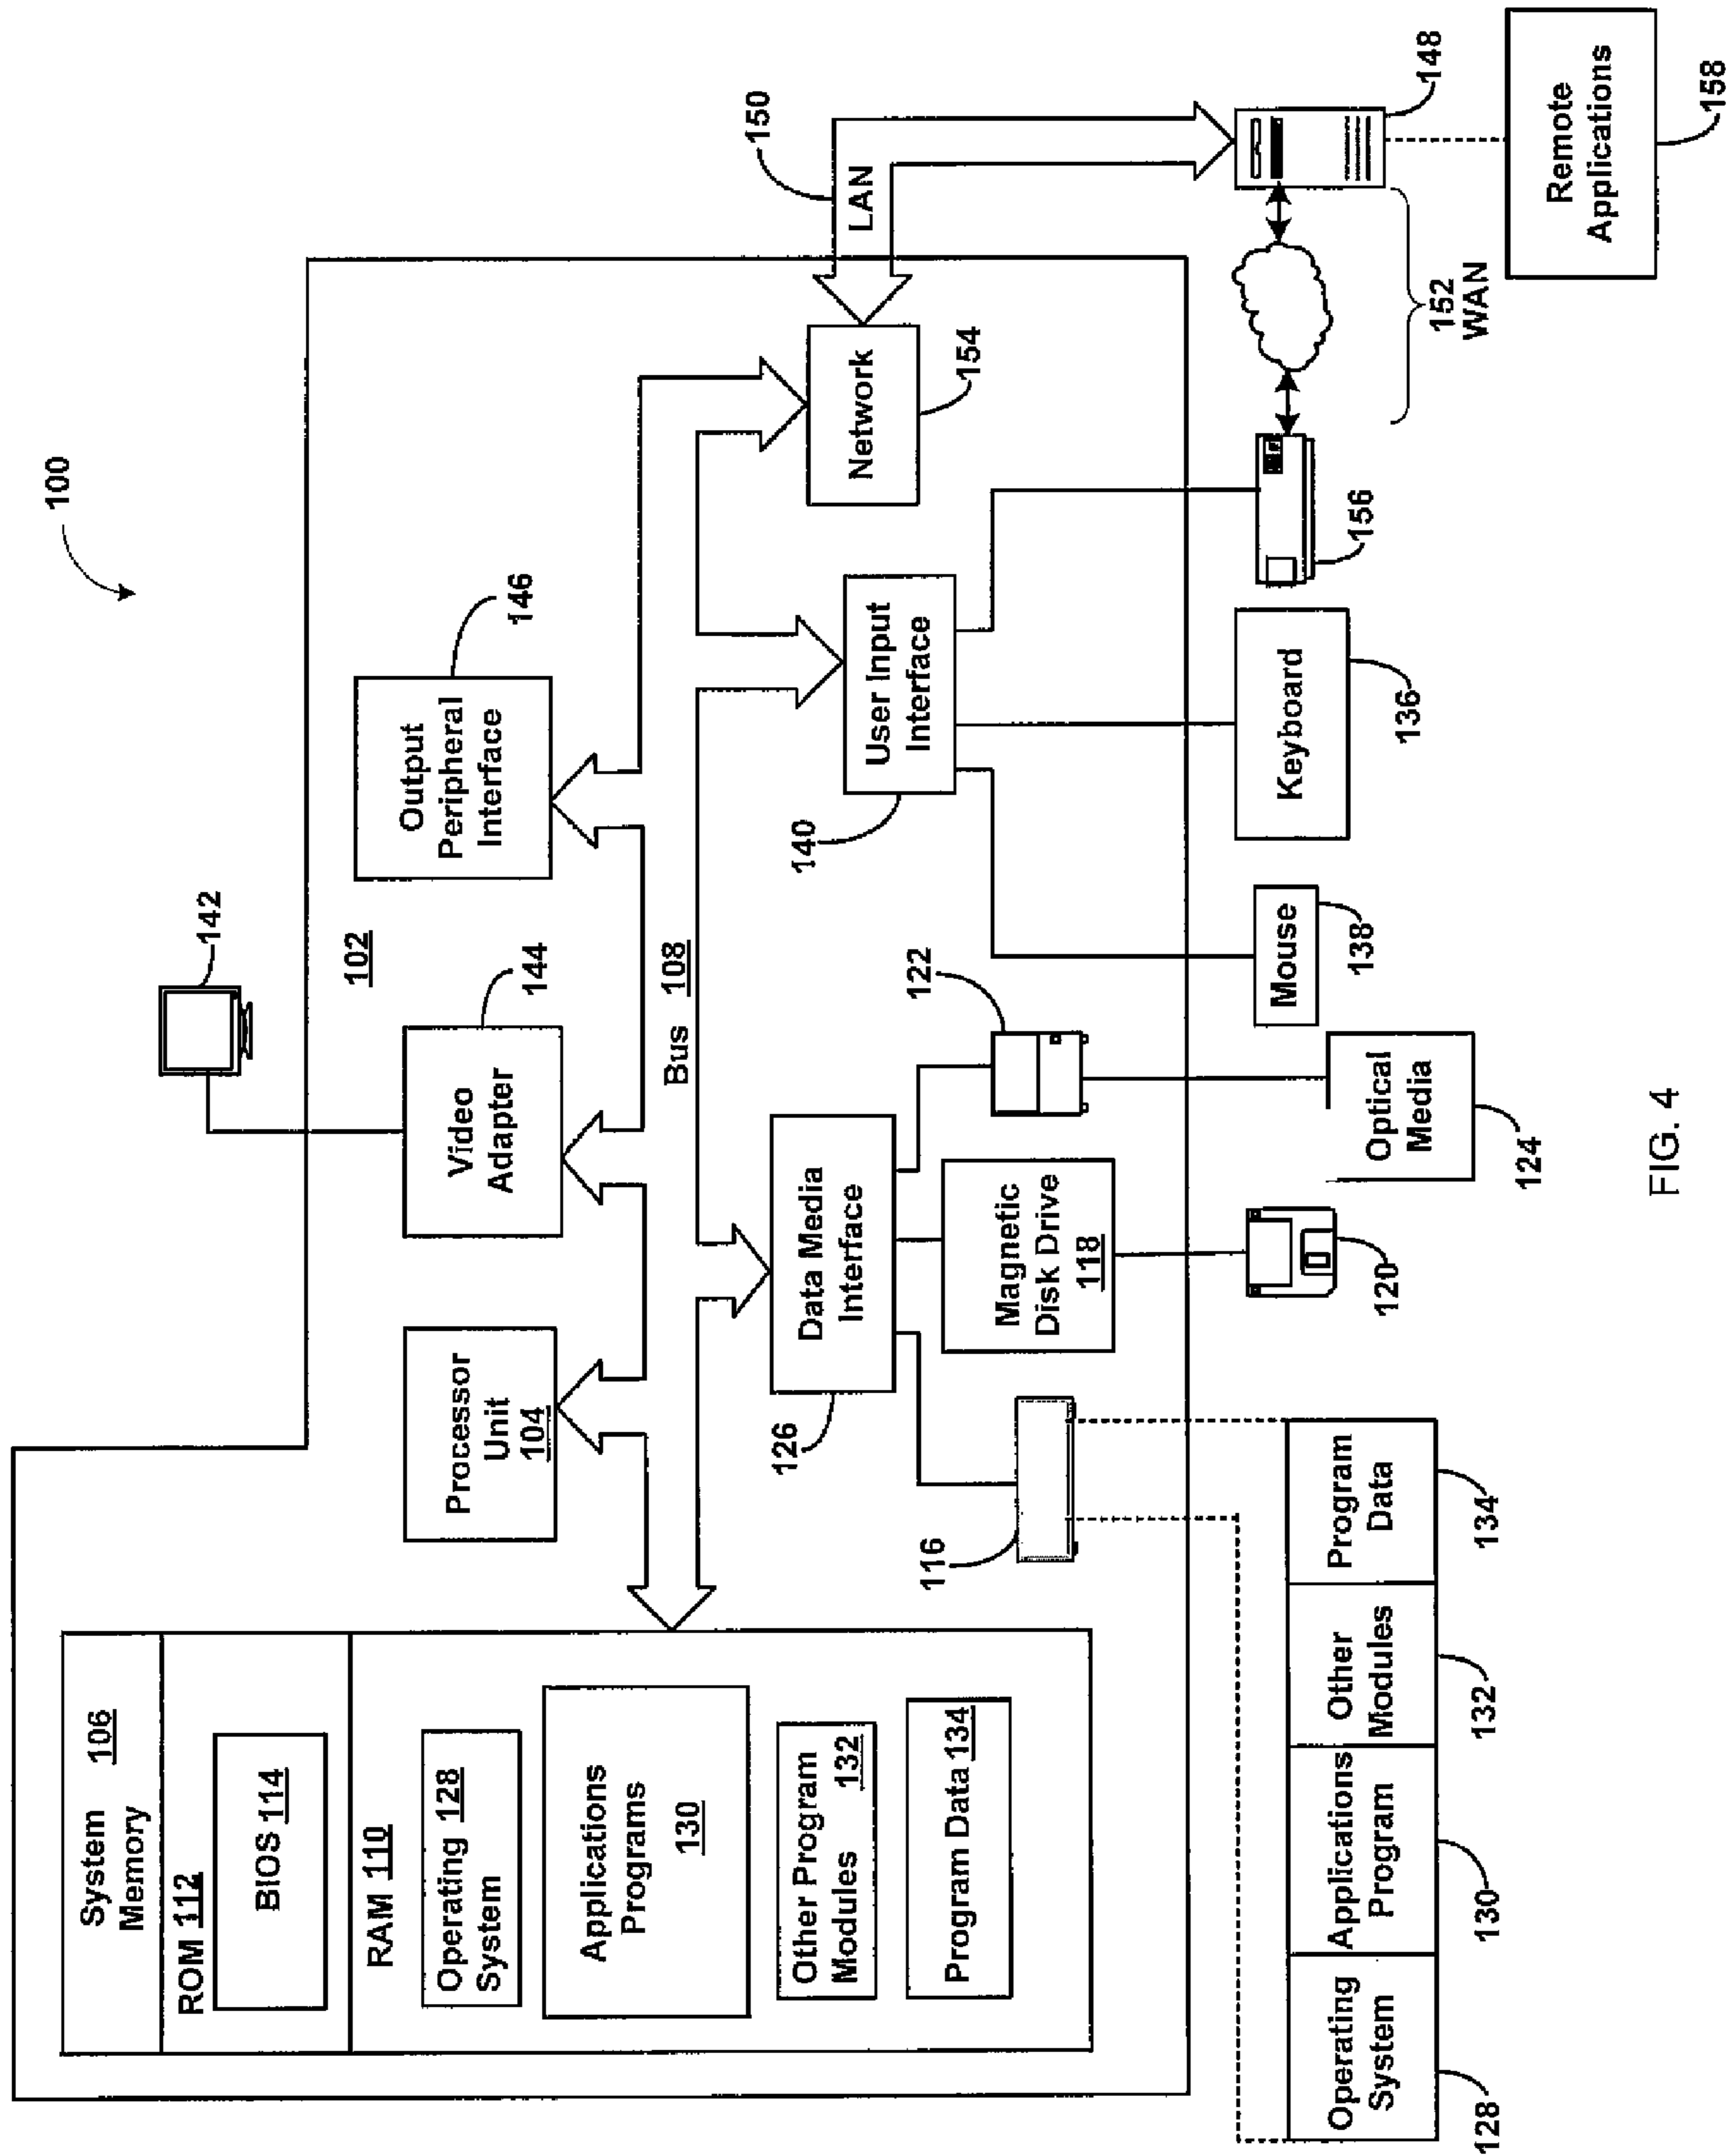 100
142
102
144
146
Video
Adapter
Output
Peripheral
Interface
Processor
Unit
104
System
Memory
106
ROM 112
BIOS 114
RAM 110
Operating 128
System
Applications
Programs
130
Other Program
Modules 132
Program Data 134
Bus 108
Data Media
Interface
126
User Input
Interface
140
Network
154
LAN
150
116
Magnetic
Disk Drive
118
122
120
Optical
Media
124
Mouse
138
Keyboard
136
156
152
WAN
148
Remote
Applications
158
Operating
System
128
Applications
Program
130
Other
Modules
132
Program
Data
134
FIG. 4